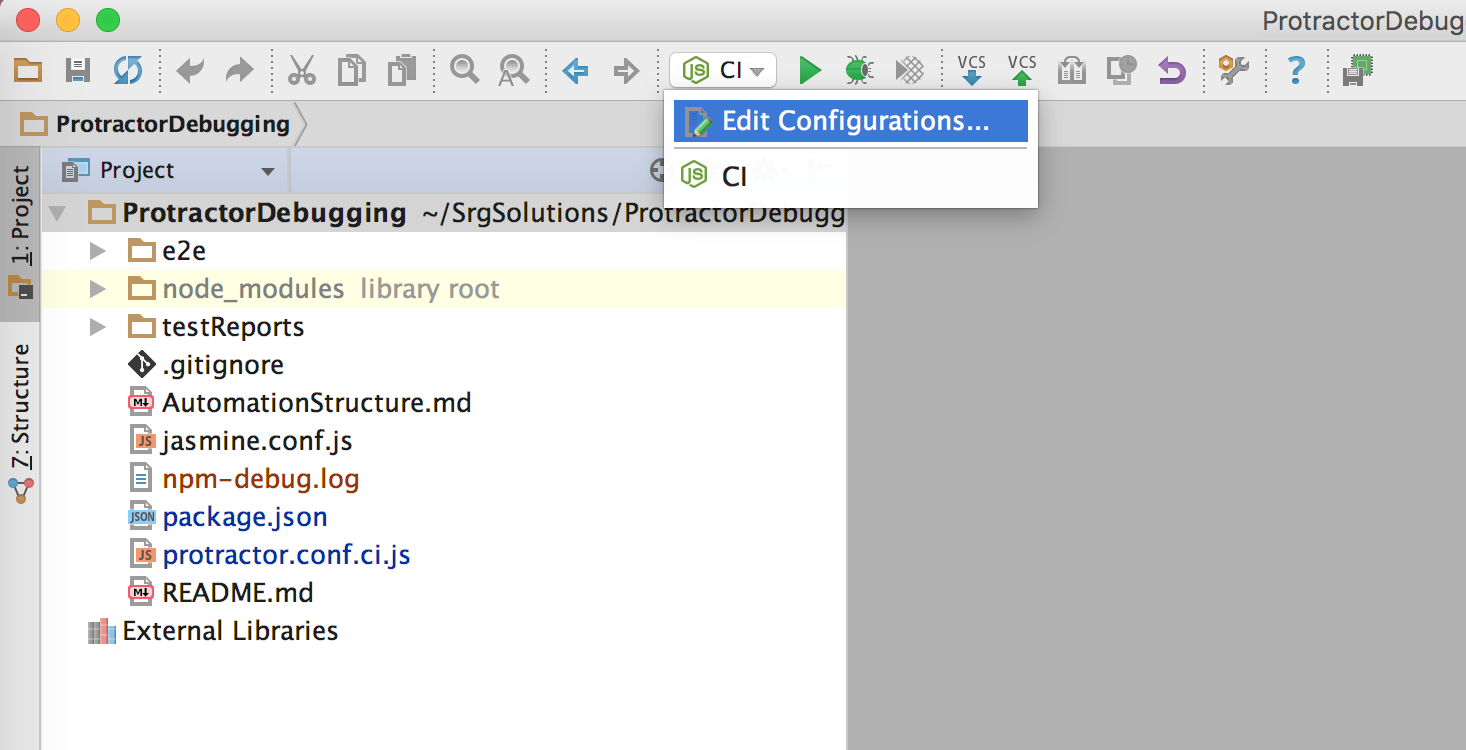 ProtractorDebugg
CI
VCS
VCS
ProtractorDebugging
Edit Configurations...
CI
1: Project
Z: Structure
Project
ProtractorDebugging ~/SrgSolutions/ProtractorDebugg
e2e
node_modules library root
testReports
.gitignore
AutomationStructure.md
jasmine.conf.js
npm-debug.log
package.json
protractor.conf.ci.js
README.md
External Libraries